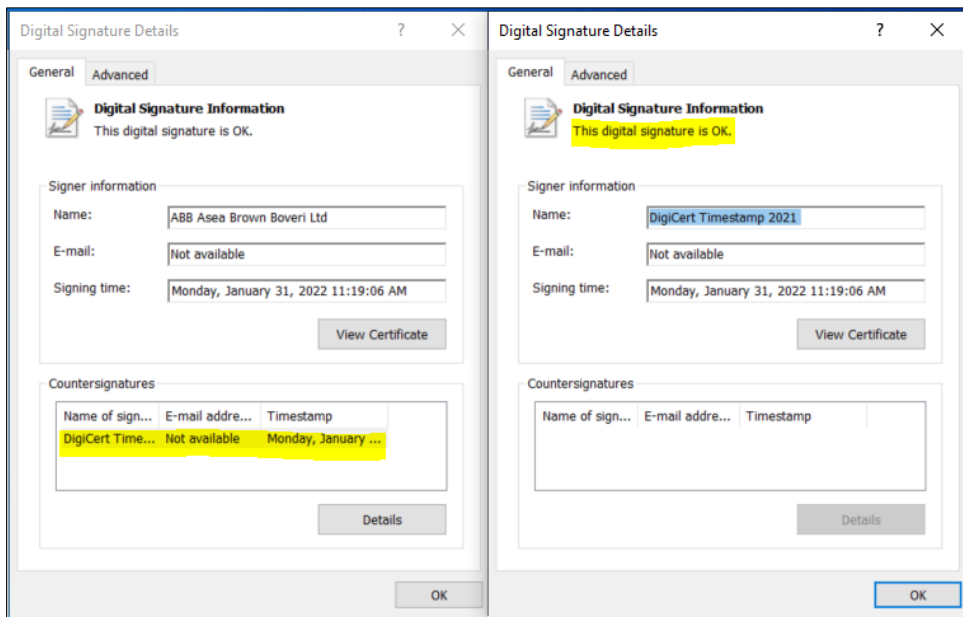 Digital Signature Details ?
General Advanced
Digital Signature Information
This digital signature is OK.
Signer information
Name: ABB Asea Brown Boveri Ltd
E-mail: Not available
Signing time: Monday, January 31, 2022 11:19:06 AM
View Certificate
Countersignatures
Name of sign... E-mail addre... Timestamp
DigiCert Time... Not available Monday, January ...
Details
OK
Digital Signature Details ?
General Advanced
Digital Signature Information
This digital signature is OK.
Signer information
Name: DigiCert Timestamp 2021
E-mail: Not available
Signing time: Monday, January 31, 2022 11:19:06 AM
View Certificate
Countersignatures
Name of sign... E-mail addre... Timestamp
Details
OK